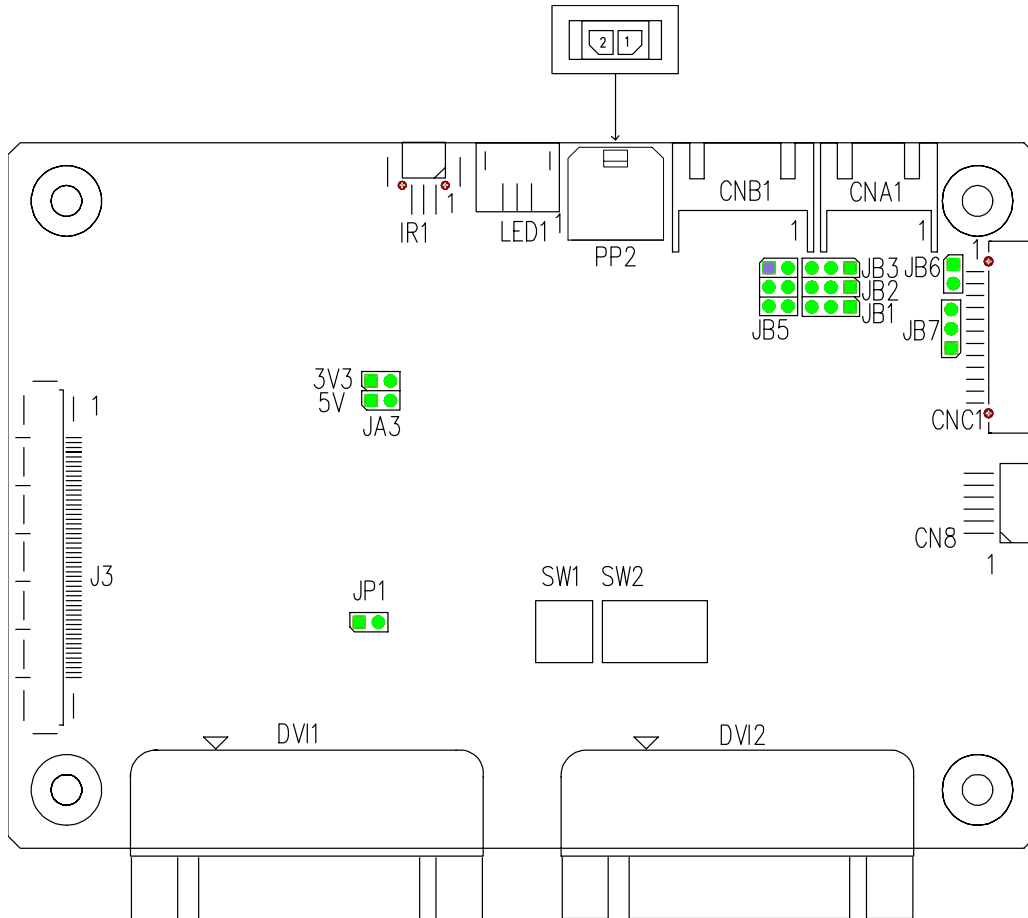 2 1
CNB1
CNA1
1
IR1
LED1
1
PP2
1
1
1
JB3
JB6
JB2
JB1
JB5
JB7
3V3
5V
JA3
1
CNC1
CN8
1
J3
SW1
SW2
JP1
DVI1
DVI2